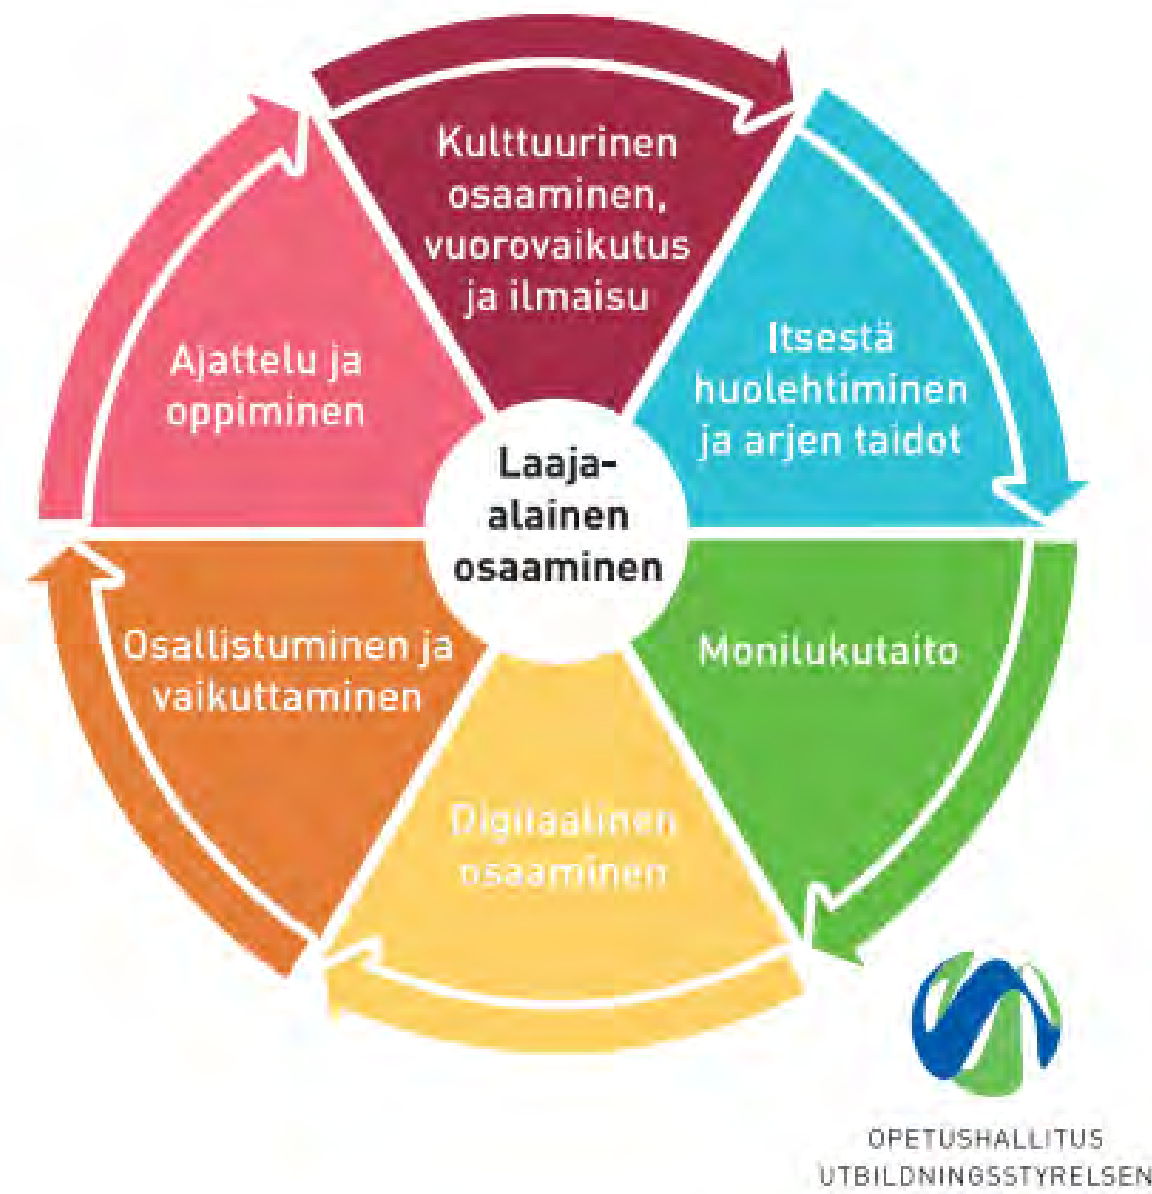 Kulttuurinen
osaaminen,
vuorovaikutus
ja ilmaisu
Itsestä
huolehtiminen
ja arjen taidot
Monilukutaito
Digitaalinen
osaaminen
Osallistuminen ja
vaikuttaminen
Ajattelu ja
oppiminen
Laaja-
alainen
osaaminen
OPETUSHALLITUS
UTBILDNINGSSTYRELSEN